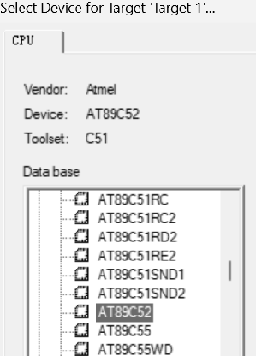 Select Device for Target 'Target 1'...
CPU
Vendor: Atmel
Device: AT89C52
Toolset: C51
Data base
AT89C51RC
AT89C51RC2
AT89C51RD2
AT89C51RE2
AT89C51SND1
AT89C51SND2
AT89C52
AT89C55
AT89C55WD